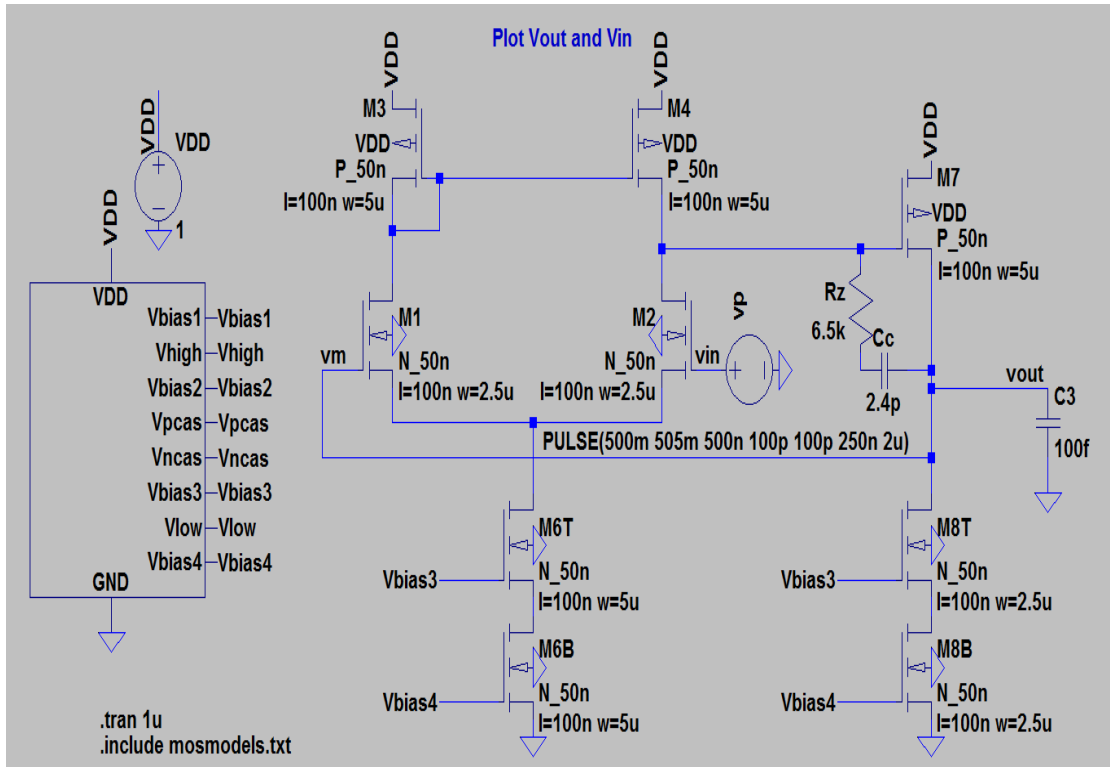 Plot Vout and Vin
VDD
VDD
VDD
1
VDD
VDD
Vbias1
Vhigh
Vbias2
Vpcas
Vncas
Vbias3
Vlow
Vbias4
GND
Vbias1
Vhigh
Vbias2
Vpcas
Vncas
Vbias3
Vlow
Vbias4
VDD
M3
VDD
P_50n
l=100n w=5u
VDD
M4
VDD
P_50n
l=100n w=5u
VDD
M7
VDD
P_50n
l=100n w=5u
Rz
6.5k
Cc
2.4p
vm
M1
N_50n
l=100n w=2.5u
M2
N_50n
l=100n w=2.5u
vin
vp
+
PULSE(500m 505m 500n 100p 100p 250n 2u)
vout
C3
100f
Vbias3
M6T
N_50n
l=100n w=5u
Vbias4
M6B
N_50n
l=100n w=5u
Vbias3
M8T
N_50n
l=100n w=2.5u
Vbias4
M8B
N_50n
l=100n w=2.5u
.tran 1u
.include mosmodels.txt